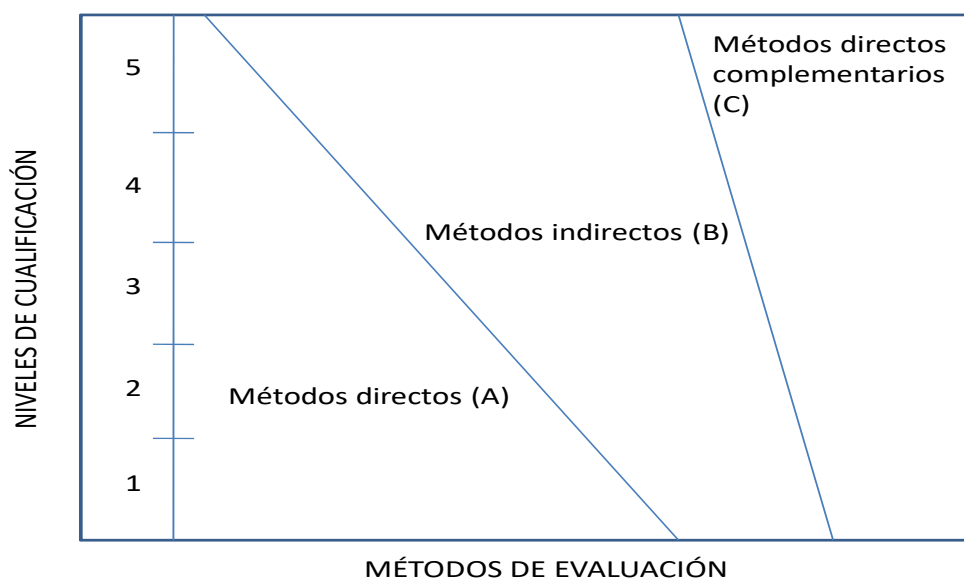 NIVELES DE CUALIFICACIÓN
5
4
3
2
1
Métodos directos
complementarios
(C)
Métodos indirectos (B)
Métodos directos (A)
MÉTODOS DE EVALUACIÓN